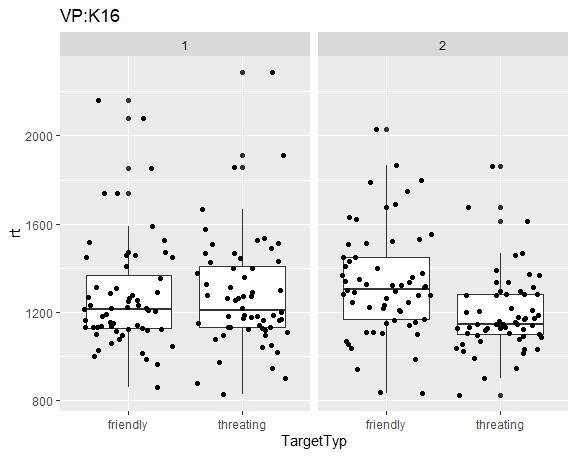 VP:K16
1
2
rt
2000
1600
1200
800
friendly
threating
friendly
threating
TargetTyp